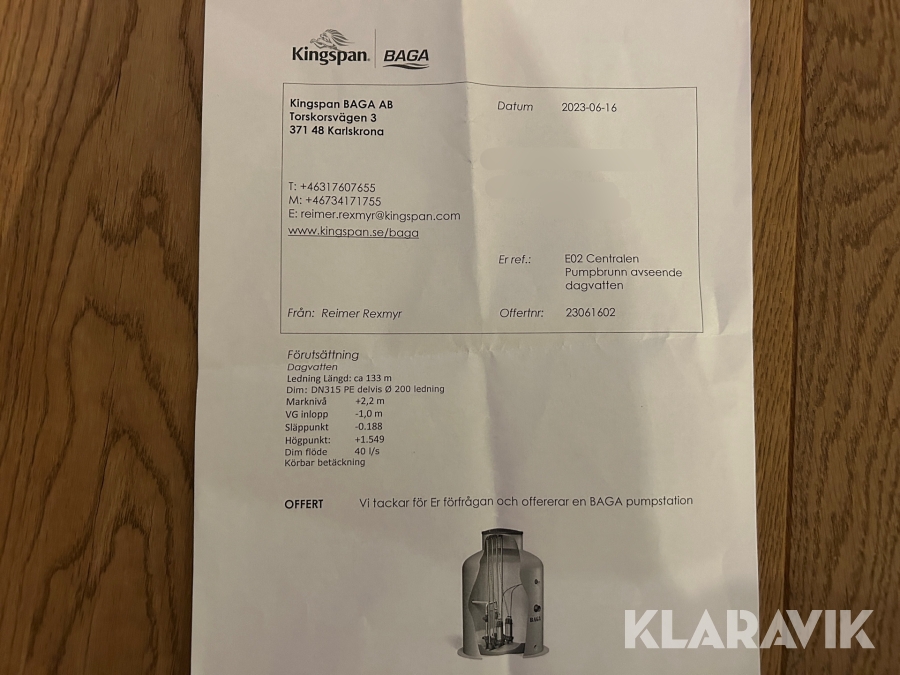 Kingspan. BAGA
Kingspan BAGA AB
Torskorsvägen 3
371 48 Karlskrona
Datum 2023-06-16
T: +46317607655
M: +46734171755
E: reimer.rexmyr@kingspan.com
www.kingspan.se/baga
Er ref.: E02 Centralen
Pumpbrunn avseende
dagvatten
Från: Reimer Rexmyr
Offertnr: 23061602
Förutsättning
Dagvatten
Ledning Längd: ca 133 m
Dim: DN315 PE delvis Ø 200 ledning
Marknivå +2,2 m
VG inlopp -1,0 m
Släppunkt -0.188
Högpunkt: +1.549
Dim flöde 40 l/s
Körbar betäckning
OFFERT Vi tackar för Er förfrågan och offererar en BAGA pumpstation
BAGA
KLARAVIK